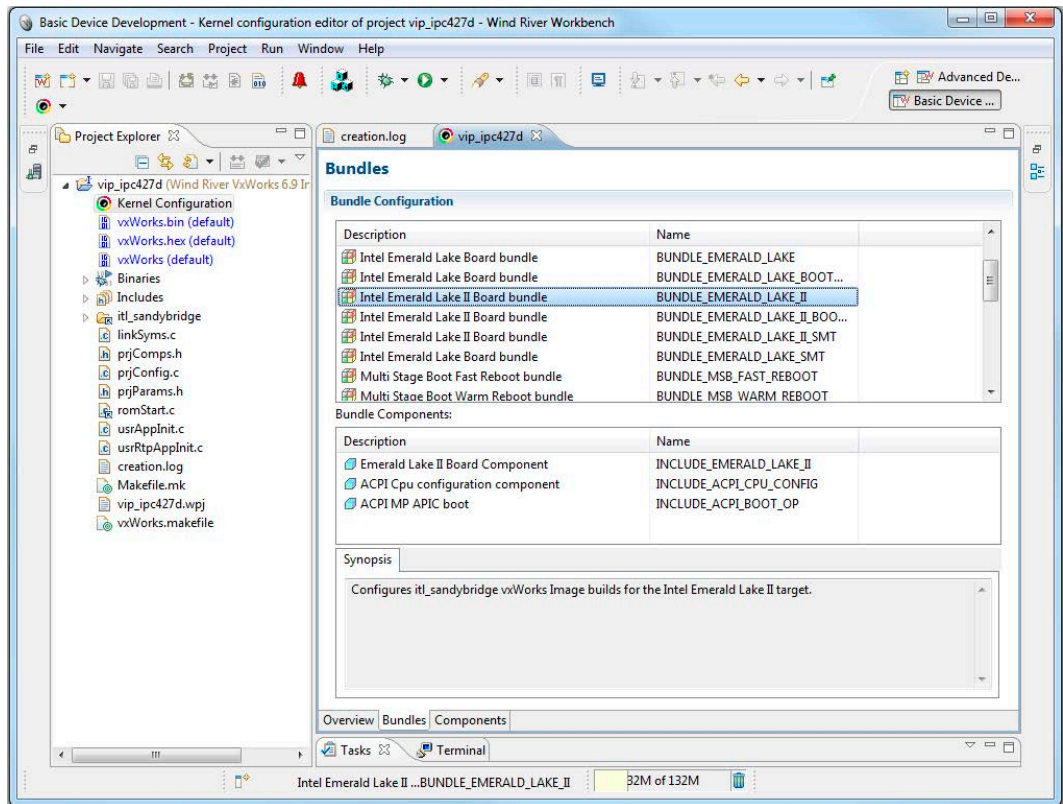 Basic Device Development - Kernel configuration editor of project vip_ipc427d - Wind River Workbench
File Edit Navigate Search Project Run Window Help
Advanced De...
Basic Device ...
Project Explorer
vip_ipc427d (Wind River VxWorks 6.9 Ir
Kernel Configuration
vxWorks.bin (default)
vxWorks.hex (default)
vxWorks (default)
Binaries
Includes
itl_sandybridge
linkSyms.c
prjComps.h
prjConfig.c
prjParams.h
romStart.c
usrAppInit.c
usrRtpAppInit.c
creation.log
Makefile.mk
vip_ipc427d.wpj
vxWorks.makefile
creation.log
vip_ipc427d
Bundles
Bundle Configuration
Description Name
Intel Emerald Lake Board bundle BUNDLE_EMERALD_LAKE
Intel Emerald Lake Board bundle BUNDLE_EMERALD_LAKE_BOOT...
Intel Emerald Lake II Board bundle BUNDLE_EMERALD_LAKE_II
Intel Emerald Lake II Board bundle BUNDLE_EMERALD_LAKE_II_BOO...
Intel Emerald Lake II Board bundle BUNDLE_EMERALD_LAKE_II_SMT
Intel Emerald Lake Board bundle BUNDLE_EMERALD_LAKE_SMT
Multi Stage Boot Fast Reboot bundle BUNDLE_MSB_FAST_REBOOT
Multi Stage Boot Warm Reboot bundle BUNDLE_MSB_WARM_REBOOT
Bundle Components:
Description Name
Emerald Lake II Board Component INCLUDE_EMERALD_LAKE_II
ACPI Cpu configuration component INCLUDE_ACPI_CPU_CONFIG
ACPI MP APIC boot INCLUDE_ACPI_BOOT_OP
Synopsis
Configures itl_sandybridge vxWorks Image builds for the Intel Emerald Lake II target.
Overview Bundles Components
Tasks Terminal
Intel Emerald Lake II ...BUNDLE_EMERALD_LAKE_II
32M of 132M